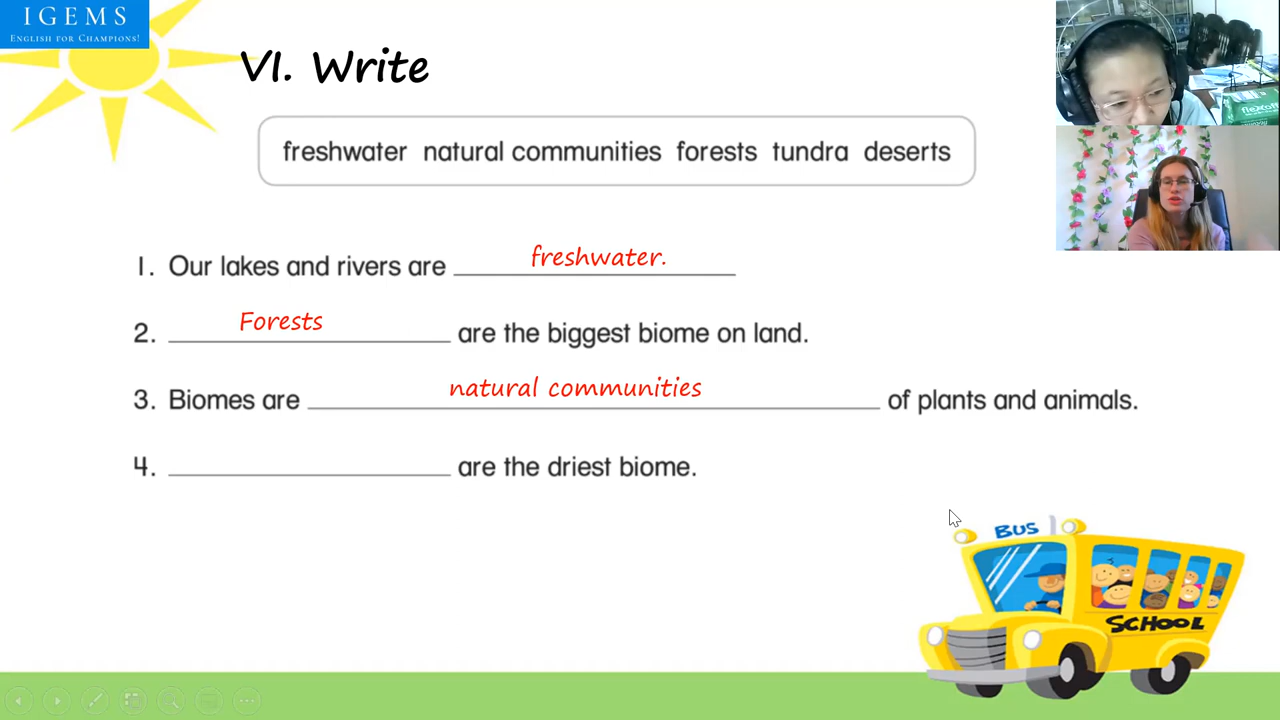 IGEMS
ENGLISH FOR CHAMPIONS!
VI. Write
freshwater natural communities forests tundra deserts
1. Our lakes and rivers are freshwater.
2. Forests are the biggest biome on land.
3. Biomes are natural communities of plants and animals.
4. ____ are the driest biome.
BUS
SCHOOL